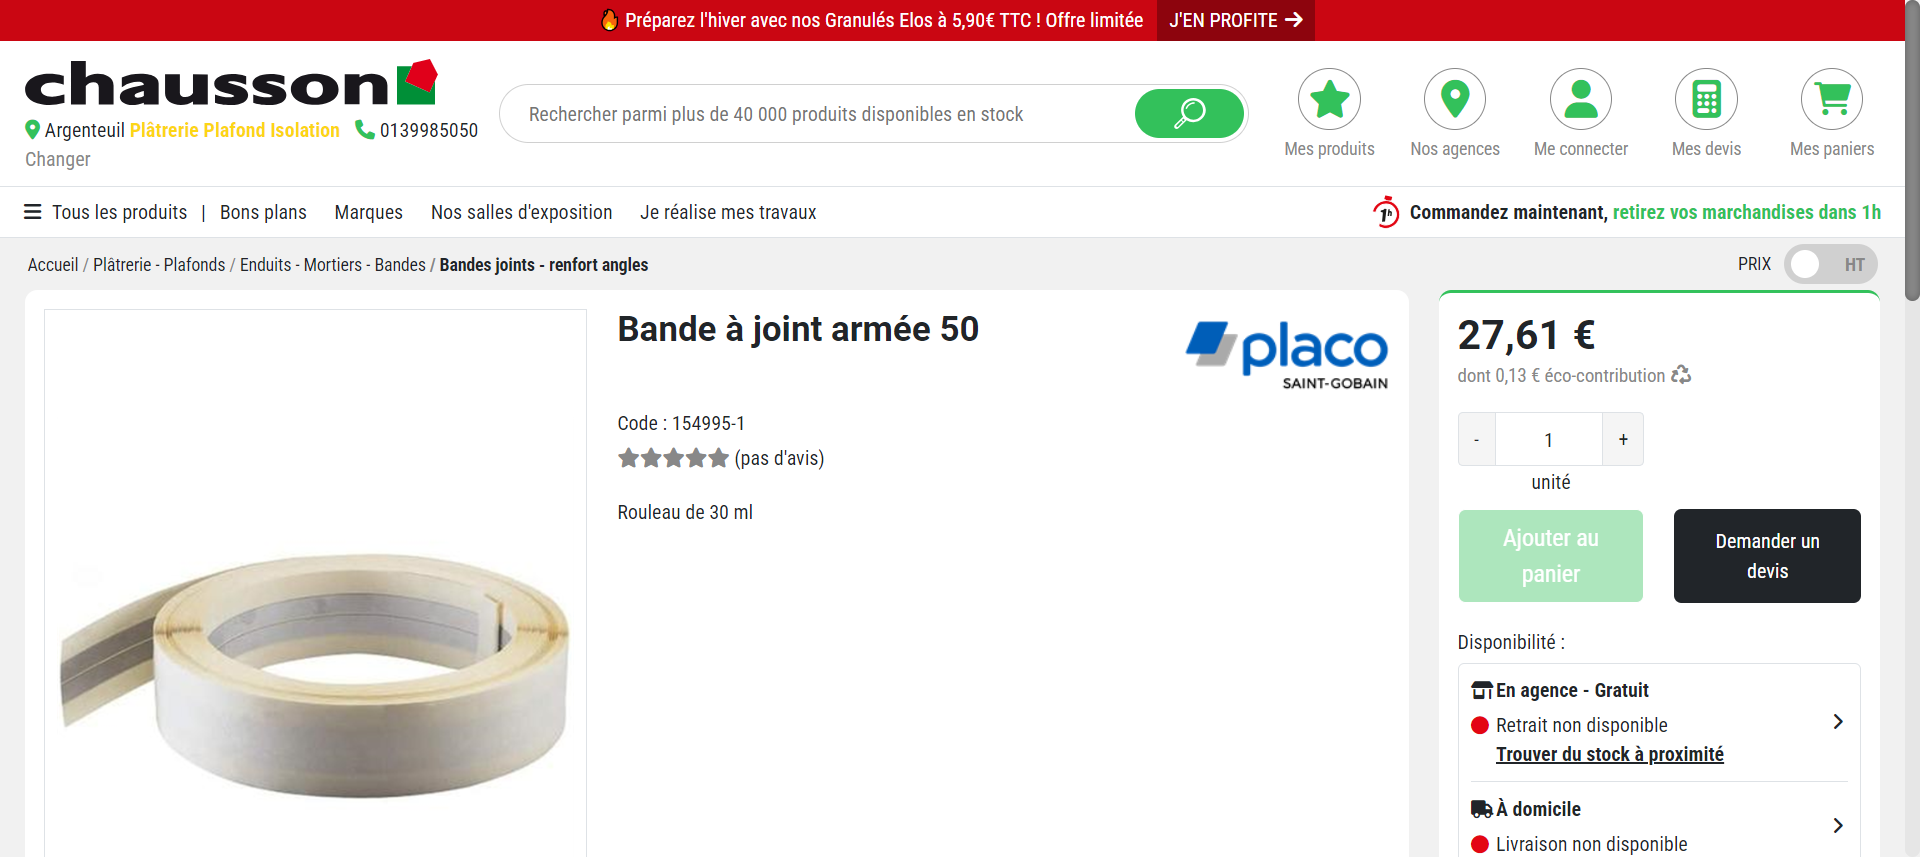 Préparez l'hiver avec nos Granulés Elos à 5,90€ TTC ! Offre limitée
J'EN PROFITE
chausson
Argenteuil Plâtrerie Plafond Isolation 0139985050
Changer
Rechercher parmi plus de 40 000 produits disponibles en stock
Mes produits
Nos agences
Me connecter
Mes devis
Mes paniers
Tous les produits | Bons plans Marques Nos salles d'exposition Je réalise mes travaux
1h Commandez maintenant, retirez vos marchandises dans 1h
Accueil / Plâtrerie - Plafonds / Enduits - Mortiers - Bandes / Bandes joints - renfort angles
PRIX HT
Bande à joint armée 50
placo
SAINT-GOBAIN
Code : 154995-1
(pas d'avis)
Rouleau de 30 ml
27,61 €
dont 0,13 € éco-contribution
- 1 +
unité
Ajouter au
panier
Demander un
devis
Disponibilité :
En agence - Gratuit
Retrait non disponible
Trouver du stock à proximité
À domicile
Livraison non disponible